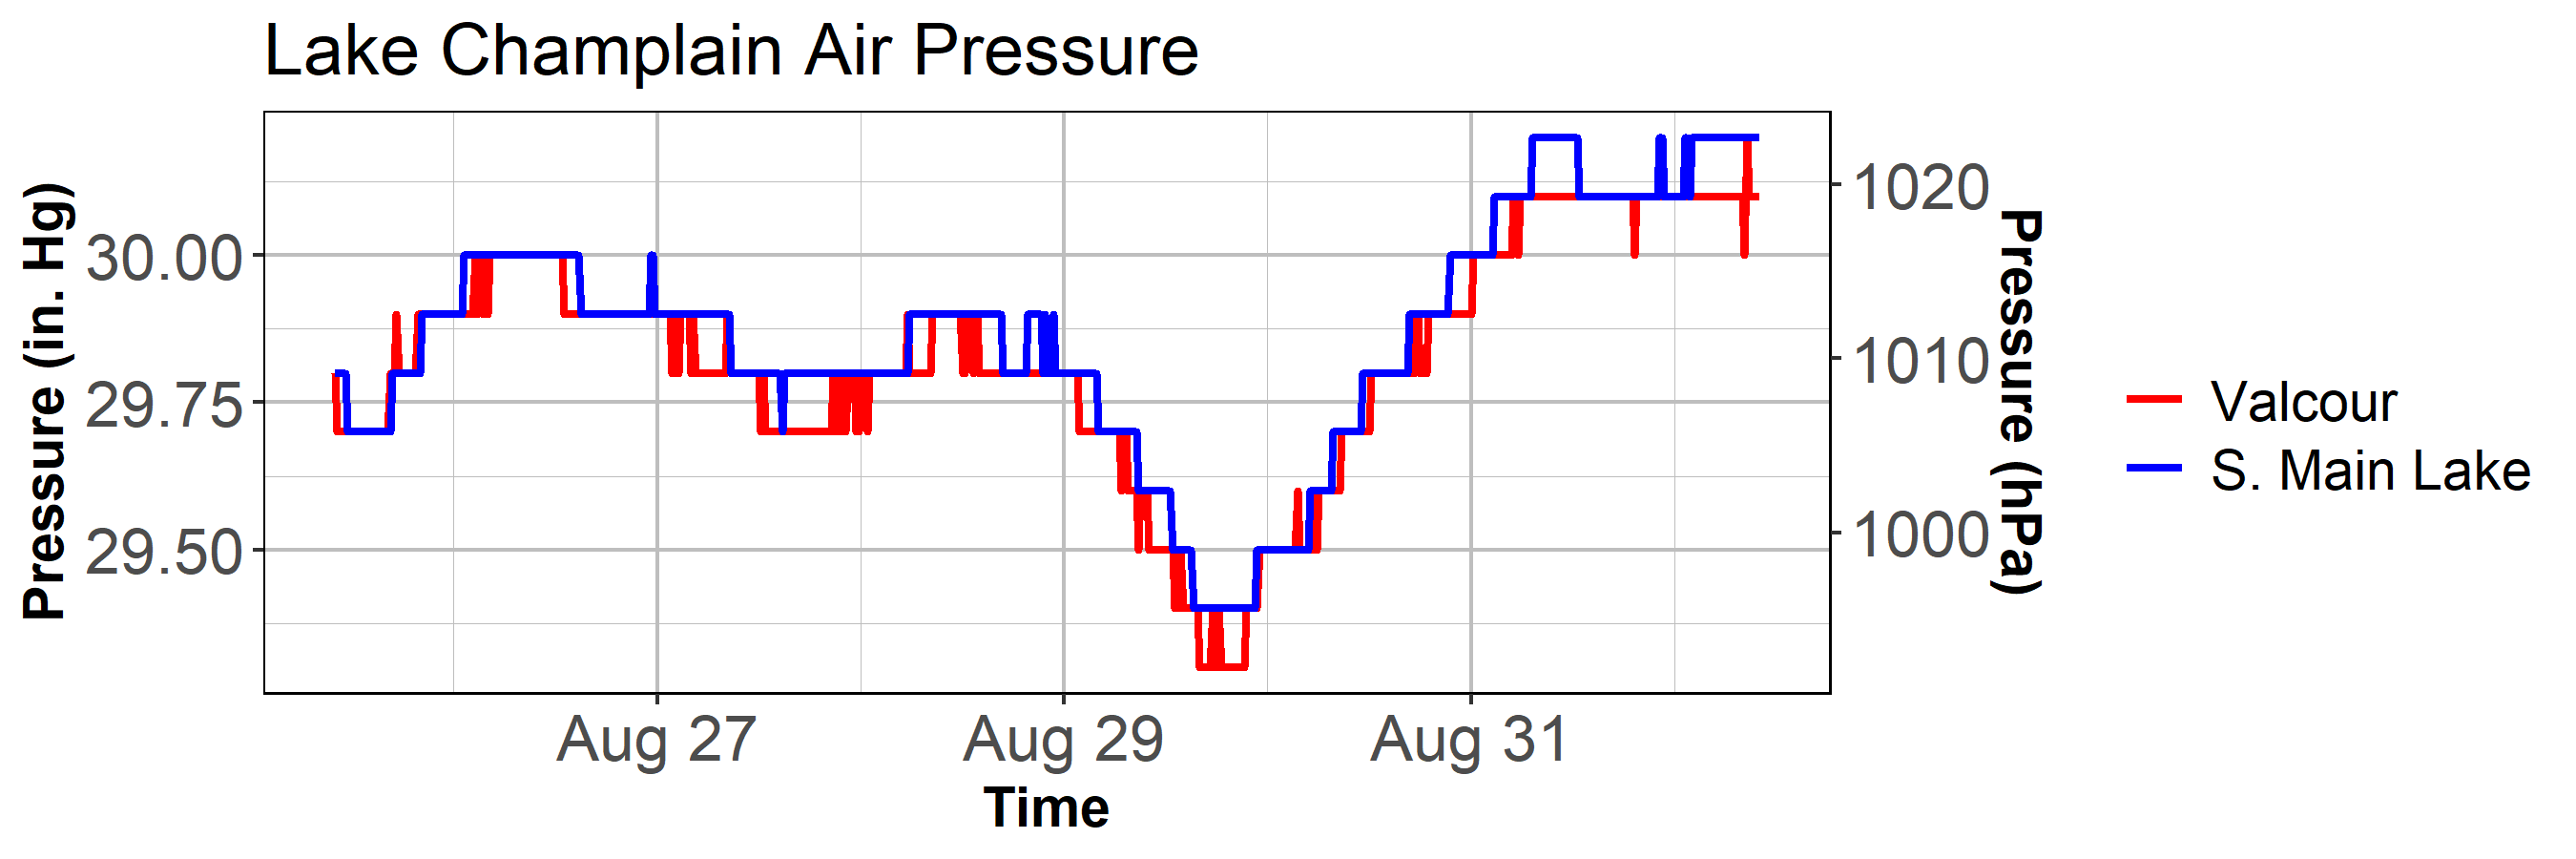 Lake Champlain Air Pressure
Pressure (in. Hg)
30.00
29.75
29.50
1020
1010
1000
Pressure (hPa)
Aug 27
Aug 29
Aug 31
Time
Valcour
S. Main Lake